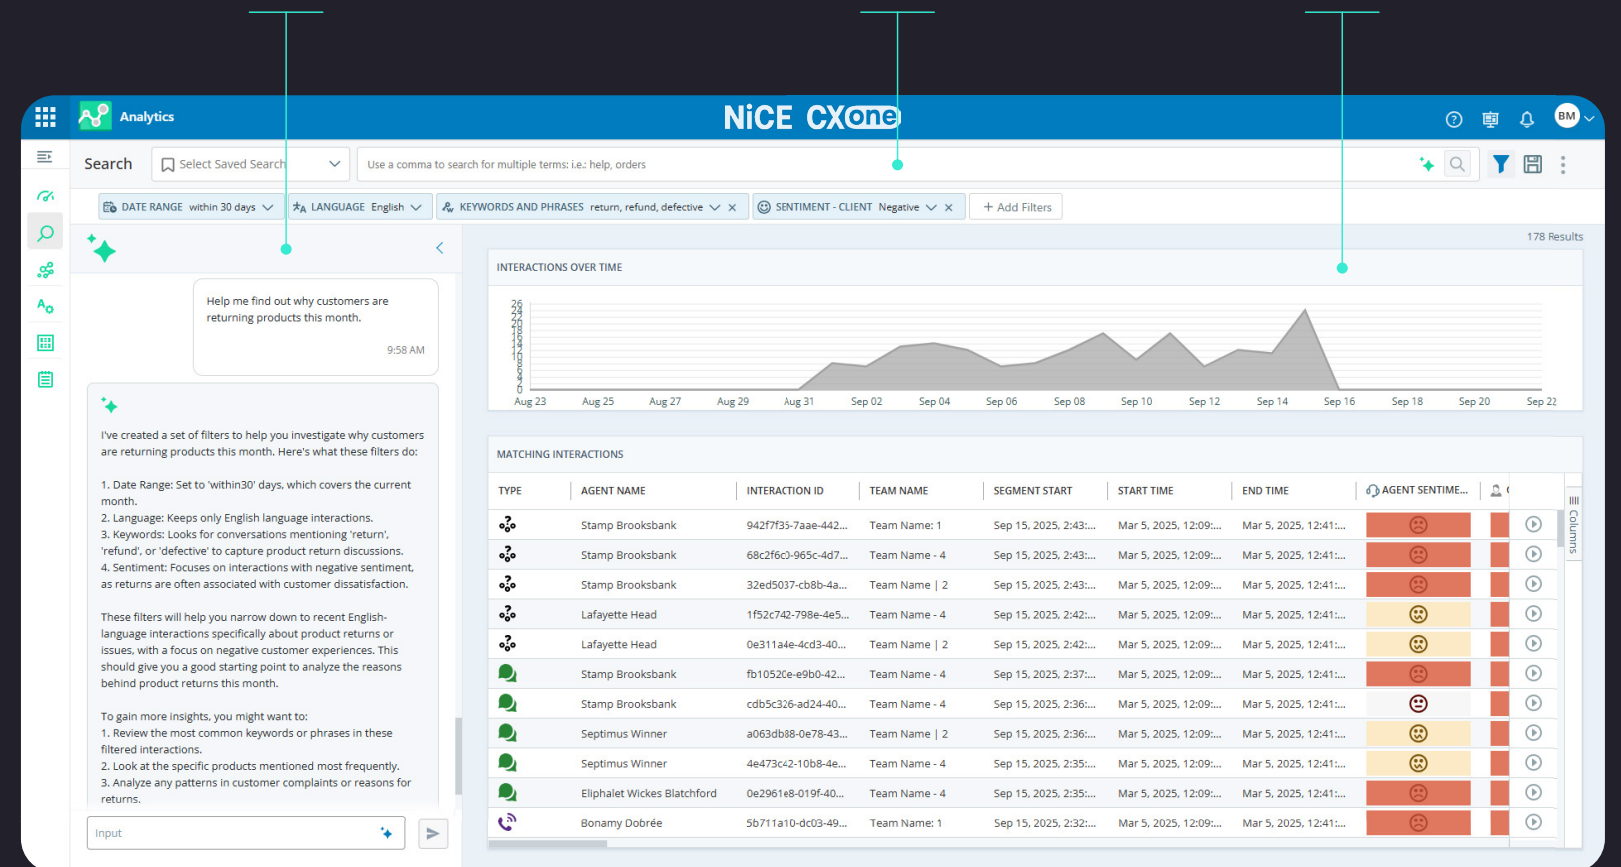 Analytics
NiCE CXone
BM
Search
Select Saved Search
Use a comma to search for multiple terms: i.e.: help, orders
DATE RANGE within 30 days
LANGUAGE English
KEYWORDS AND PHRASES return, refund, defective
SENTIMENT - CLIENT Negative
+ Add Filters
178 Results
Help me find out why customers are
returning products this month.
9:58 AM
I've created a set of filters to help you investigate why customers
are returning products this month. Here's what these filters do:
1. Date Range: Set to 'within30' days, which covers the current
month.
2. Language: Keeps only English language interactions.
3. Keywords: Looks for conversations mentioning 'return',
'refund', or 'defective' to capture product return discussions.
4. Sentiment: Focuses on interactions with negative sentiment,
as returns are often associated with customer dissatisfaction.
These filters will help you narrow down to recent English-
language interactions specifically about product returns or
issues, with a focus on negative customer experiences. This
should give you a good starting point to analyze the reasons
behind product returns this month.
To gain more insights, you might want to:
1. Review the most common keywords or phrases in these
filtered interactions.
2. Look at the specific products mentioned most frequently.
3. Analyze any patterns in customer complaints or reasons for
returns.
Input
INTERACTIONS OVER TIME
26
24
22
20
18
16
14
12
10
8
6
4
2
0
Aug 23 Aug 25 Aug 27 Aug 29 Aug 31 Sep 02 Sep 04 Sep 06 Sep 08 Sep 10 Sep 12 Sep 14 Sep 16 Sep 18 Sep 20 Sep 22
MATCHING INTERACTIONS
TYPE AGENT NAME INTERACTION ID TEAM NAME SEGMENT START START TIME END TIME AGENT SENTIME...
Stamp Brooksbank 942f7f35-7aae-442... Team Name: 1 Sep 15, 2025, 2:43:... Mar 5, 2025, 12:09:... Mar 5, 2025, 12:41:...
Stamp Brooksbank 68c2f6c0-965c-4d7... Team Name - 4 Sep 15, 2025, 2:43:... Mar 5, 2025, 12:09:... Mar 5, 2025, 12:41:...
Stamp Brooksbank 32ed5037-cb8b-4a... Team Name | 2 Sep 15, 2025, 2:43:... Mar 5, 2025, 12:09:... Mar 5, 2025, 12:41:...
Lafayette Head 1f52c742-798e-4e5... Team Name - 4 Sep 15, 2025, 2:42:... Mar 5, 2025, 12:09:... Mar 5, 2025, 12:41:...
Lafayette Head 0e311a4e-4cd3-40... Team Name | 2 Sep 15, 2025, 2:42:... Mar 5, 2025, 12:09:... Mar 5, 2025, 12:41:...
Stamp Brooksbank fb10520e-e9b0-42... Team Name - 4 Sep 15, 2025, 2:37:... Mar 5, 2025, 12:09:... Mar 5, 2025, 12:41:...
Stamp Brooksbank cdb5c326-ad24-40... Team Name - 4 Sep 15, 2025, 2:36:... Mar 5, 2025, 12:09:... Mar 5, 2025, 12:41:...
Septimus Winner a063db88-0e78-43... Team Name | 2 Sep 15, 2025, 2:36:... Mar 5, 2025, 12:09:... Mar 5, 2025, 12:41:...
Septimus Winner 4e473c42-10b8-4e... Team Name - 4 Sep 15, 2025, 2:35:... Mar 5, 2025, 12:09:... Mar 5, 2025, 12:41:...
Eliphalet Wickes Blatchford 0e2961e8-019f-40... Team Name - 4 Sep 15, 2025, 2:35:... Mar 5, 2025, 12:09:... Mar 5, 2025, 12:41:...
Bonamy Dobrée 5b711a10-dc03-49... Team Name: 1 Sep 15, 2025, 2:32:... Mar 5, 2025, 12:09:... Mar 5, 2025, 12:41:...
Columns